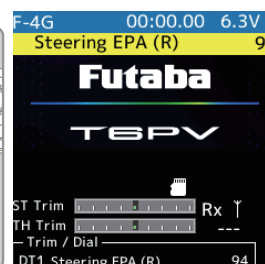 F-4G 00:00.00 6.3V
Steering EPA (R) 9
Futaba
T6PV
ST Trim
Rx
TH Trim ---
Trim / Dial
DT1 Steering EPA (R) 94